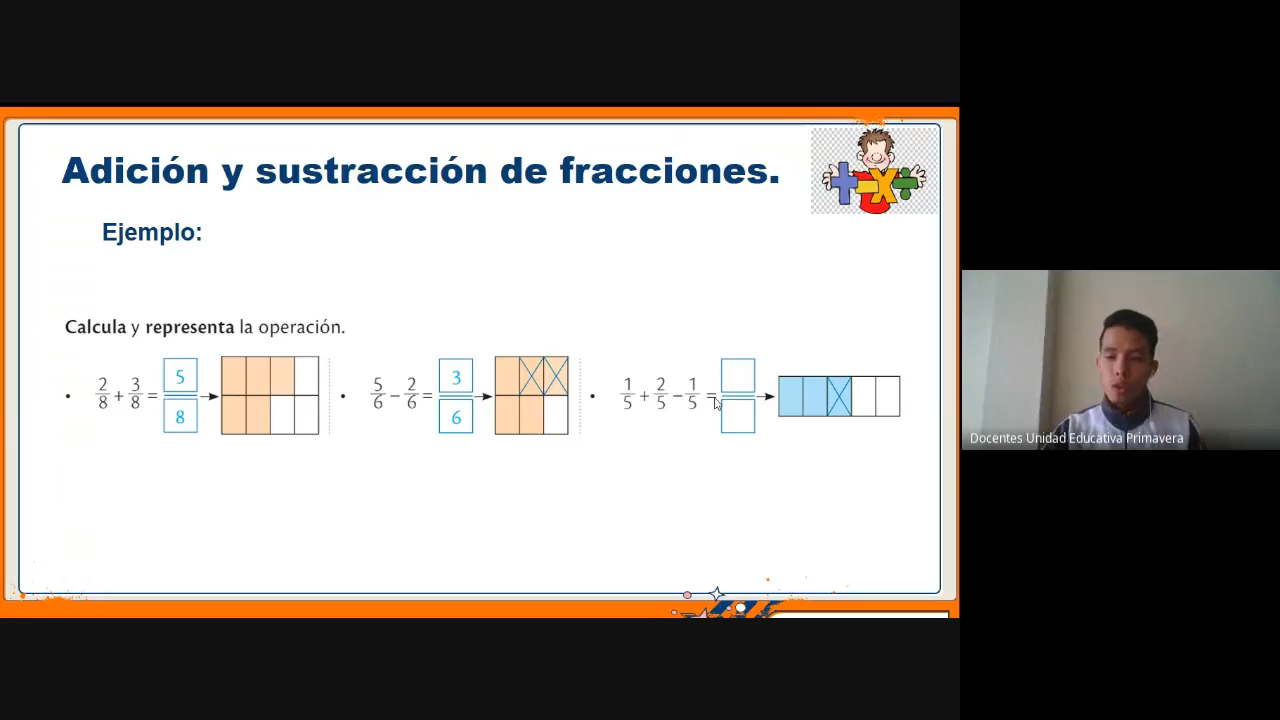 Adición y sustracción de fracciones.
Ejemplo:
Calcula y representa la operación.
• 2/8 + 3/8 = 5/8
• 5/6 − 2/6 = 3/6
• 1/5 + 2/5 − 1/5 =
Docentes Unidad Educativa Primavera